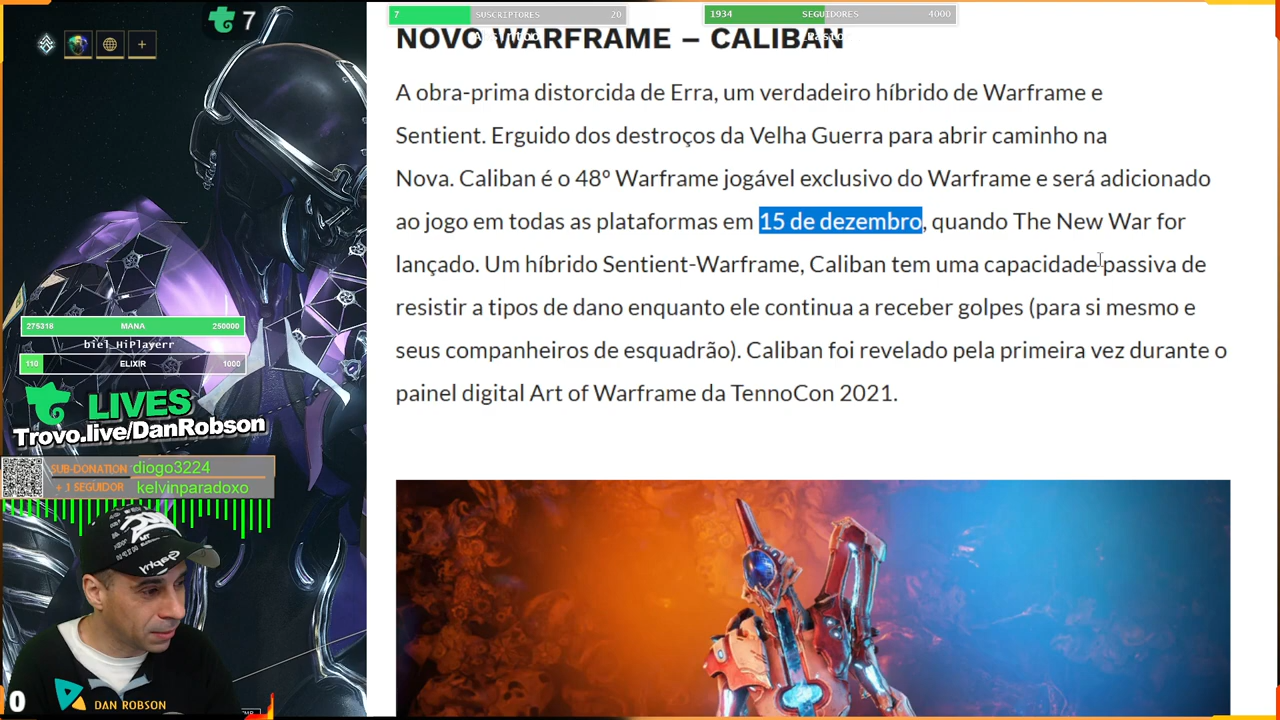 7
7 SUSCRIPTORES 20
1934 SEGUIDORES 4000
NOVO WARFRAME – CALIBAN
A obra-prima distorcida de Erra, um verdadeiro híbrido de Warframe e
Sentient. Erguido dos destroços da Velha Guerra para abrir caminho na
Nova. Caliban é o 48º Warframe jogável exclusivo do Warframe e será adicionado
ao jogo em todas as plataformas em 15 de dezembro, quando The New War for
lançado. Um híbrido Sentient-Warframe, Caliban tem uma capacidade passiva de
resistir a tipos de dano enquanto ele continua a receber golpes (para si mesmo e
seus companheiros de esquadrão). Caliban foi revelado pela primeira vez durante o
painel digital Art of Warframe da TennoCon 2021.
275318 MANA 250000
biel_HiPlayerr
110 ELIXIR 1000
LIVES
Trovo.live/DanRobson
SUB-DONATION diogo3224
+ 1 SEGUIDOR kelvinparadoxo
0
DAN ROBSON